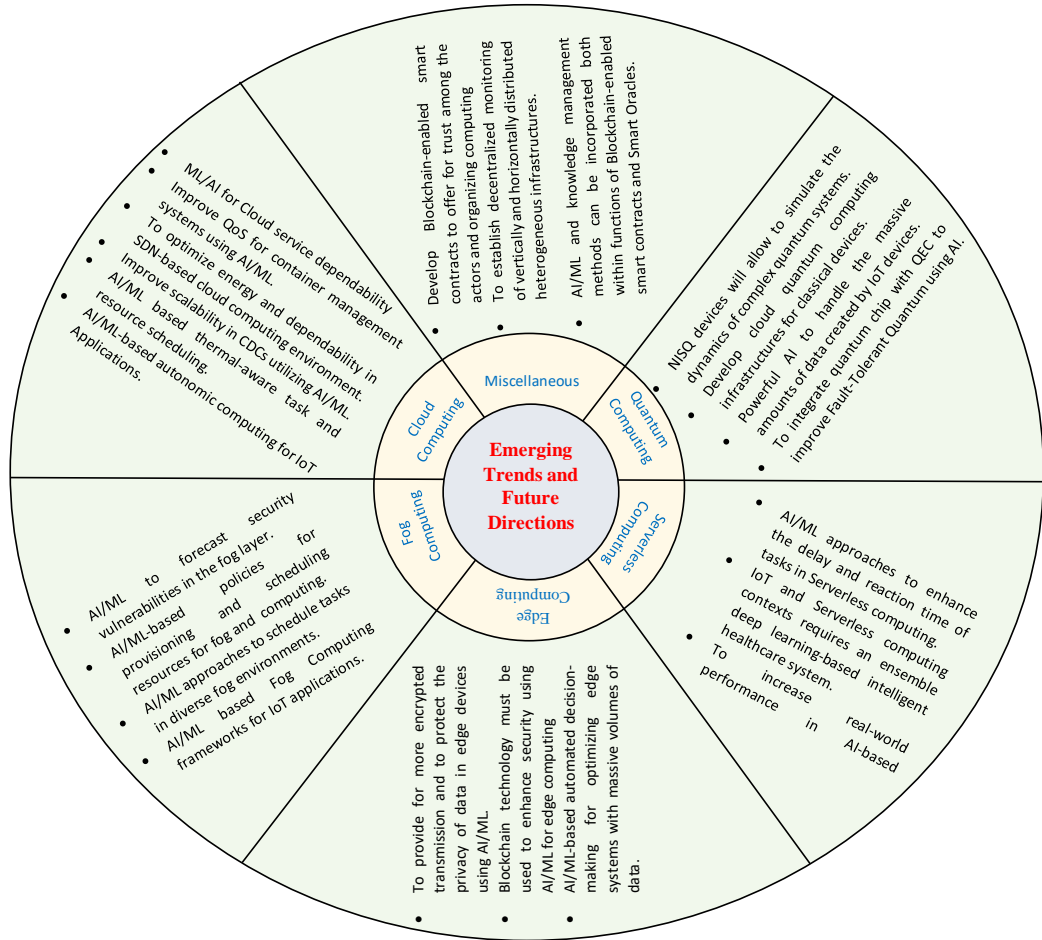 Emerging
Trends and
Future
Directions
Miscellaneous
Develop Blockchain-enabled smart
contracts to offer for trust among the
actors and organizing computing
To establish decentralized monitoring
of vertically and horizontally distributed
heterogeneous infrastructures.
AI/ML and knowledge management
methods can be incorporated both
within functions of Blockchain-enabled
smart contracts and Smart Oracles.
Quantum
Computing
NISQ devices will allow to simulate the
dynamics of complex quantum systems.
Develop cloud quantum computing
infrastructures for classical devices.
Powerful AI to handle the massive
amounts of data created by IoT devices.
To integrate quantum chip with QEC to
improve Fault-Tolerant Quantum using AI.
Serverless
Computing
AI/ML approaches to enhance
the delay and reaction time of
tasks in Serverless computing.
IoT and Serverless computing
contexts requires an ensemble
deep learning-based intelligent
healthcare system.
To increase real-world
performance in AI-based
Edge
Computing
To provide for more encrypted
transmission and to protect the
privacy of data in edge devices
using AI/ML.
Blockchain technology must be
used to enhance security using
AI/ML for edge computing
AI/ML-based automated decision-
making for optimizing edge
systems with massive volumes of
data.
Fog
Computing
AI/ML to forecast security
vulnerabilities in the fog layer.
AI/ML-based policies for
provisioning and scheduling
resources for fog and computing.
AI/ML approaches to schedule tasks
in diverse fog environments.
AI/ML based Fog Computing
frameworks for IoT applications.
Cloud
Computing
ML/AI for Cloud service dependability
Improve QoS for container management
systems using AI/ML.
To optimize energy and dependability in
SDN-based cloud computing environment.
Improve scalability in CDCs utilizing AI/ML
AI/ML based thermal-aware task and
resource scheduling.
AI/ML-based autonomic computing for IoT
Applications.